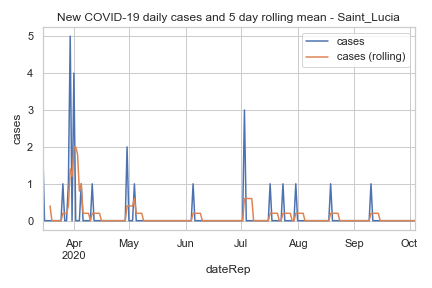 New COVID-19 daily cases and 5 day rolling mean - Saint_Lucia
cases
cases (rolling)
cases
5
4
3
2
1
0
Apr May Jun Jul Aug Sep Oct
2020
dateRep